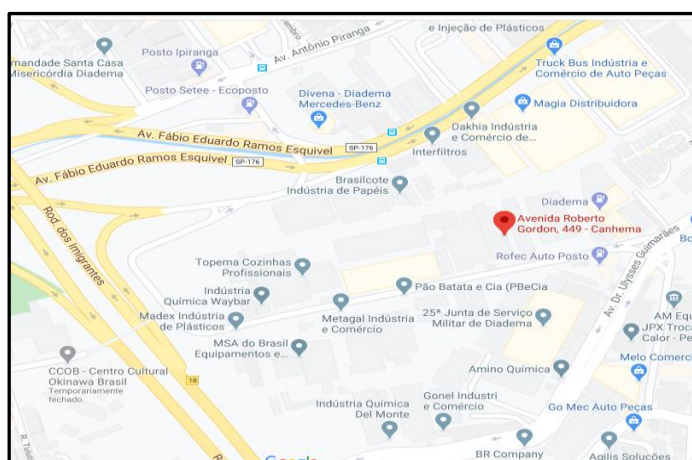 e Injeção de Plásticos
Av. Antônio Piranga
mandade Santa Casa
Misericórdia Diadema
Posto Ipiranga
Truck Bus Indústria e
Comércio de Auto Peças
Posto Setee - Ecoposto
Divena - Diadema
Mercedes-Benz
Magia Distribuidora
Dakhia Indústria
e Comércio de...
Av. Fábio Eduardo Ramos Esquivel
SP-176
Interfiltros
Av. Fábio Eduardo Ramos Esquivel
SP-176
Brasilcote
Indústria de Papéis
Diadema
Avenida Roberto
Gordon, 449 - Canhema
Rod. dos Imigrantes
Topema Cozinhas
Profissionais
Rofec Auto Posto
Bo
Av. Dr. Ulysses Guimarães
Indústria
Química Waybar
Pão Batata e Cia (PBeCia
Madex Indústria
de Plásticos
Metagal Indústria
e Comércio
25ª Junta de Serviço
Militar de Diadema
AM Equ
JPX Troca
Calor - Pe
MSA do Brasil
Equipamentos e...
CCOB - Centro Cultural
Okinawa Brasil
Temporariamente
fechado
16
Amino Química
Melo Comerc
Indústria Química
Del Monte
Gonel Industri
e Comércio
Go Mec Auto Peças
BR Company
Agilis Soluções
Google